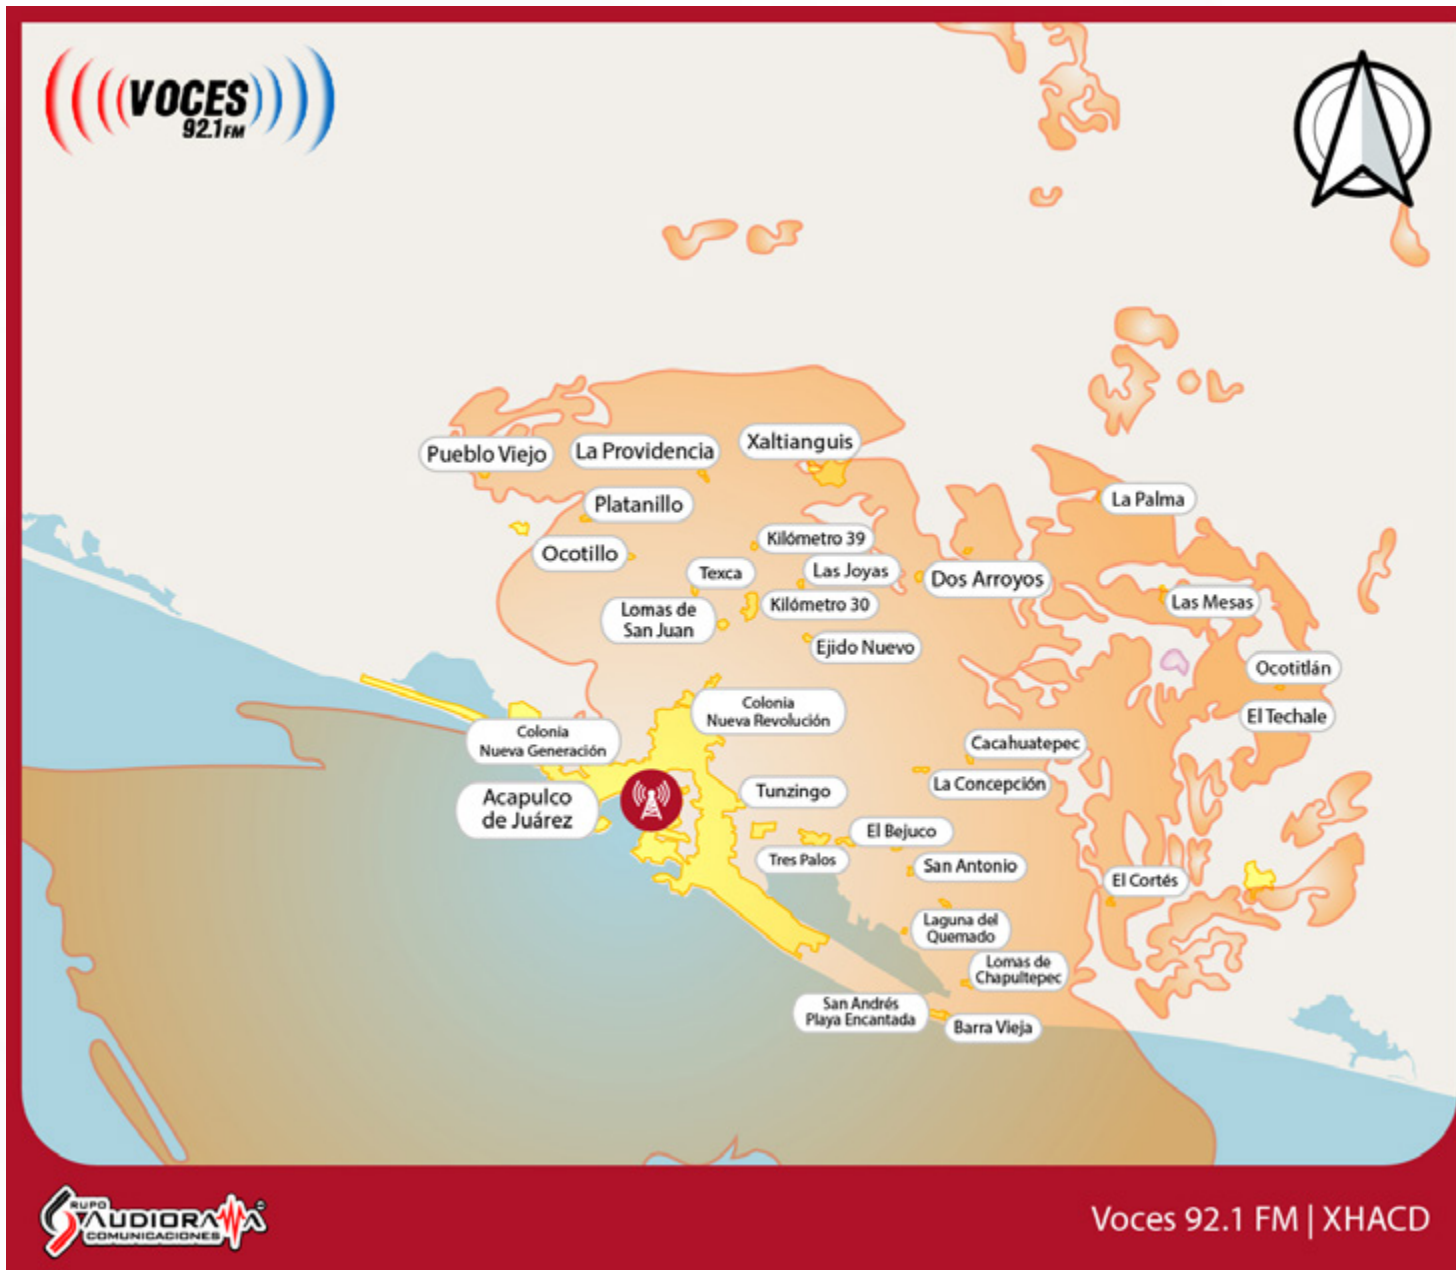 VOCES
92.1 FM
Xaltianguis
La Providencia
Pueblo Viejo
La Palma
Platanillo
Kilómetro 39
Ocotillo
Las Joyas
Texca
Dos Arroyos
Kilómetro 30
Las Mesas
Lomas de
San Juan
Ejido Nuevo
Ocotitlán
Colonia
Nueva Revolución
El Techale
Colonia
Nueva Generación
Cacahuatepec
La Concepción
Tunzingo
Acapulco
de Juárez
El Bejuco
Tres Palos
San Antonio
El Cortés
Laguna del
Quemado
Lomas de
Chapultepec
San Andrés
Playa Encantada
Barra Vieja
GRUPO
AUDIORAMA
COMUNICACIONES
Voces 92.1 FM | XHACD